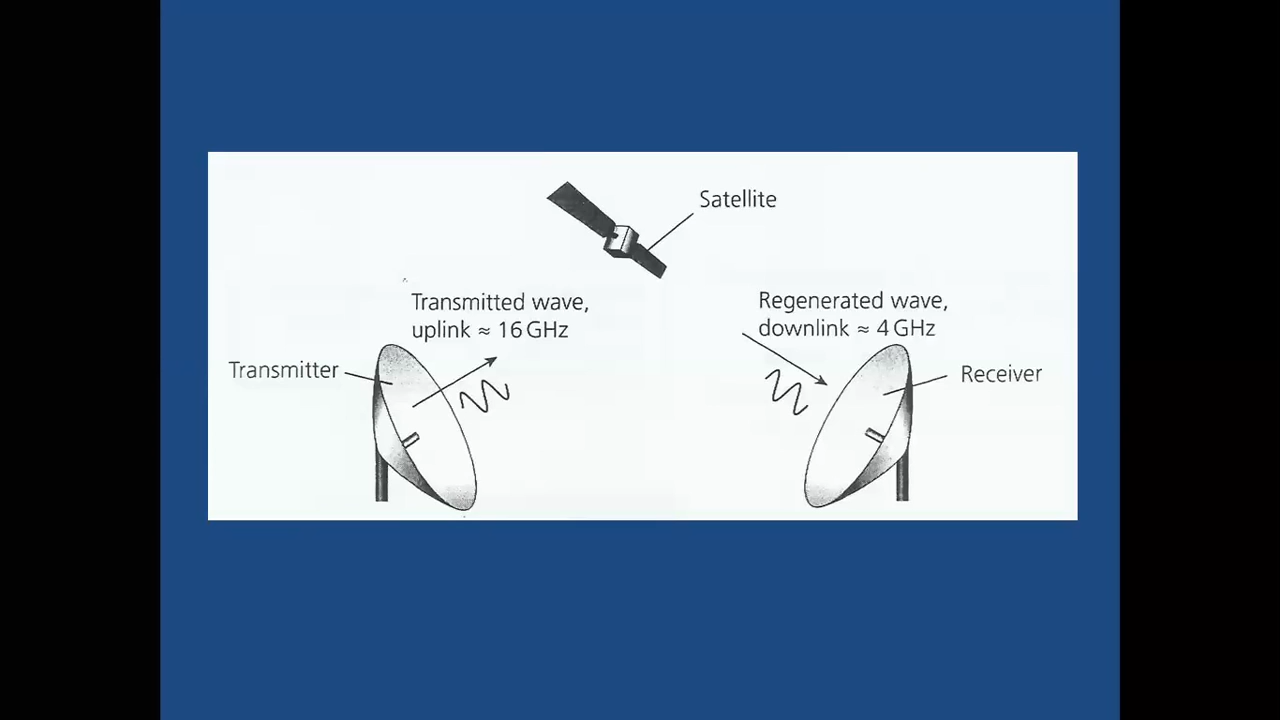 Satellite
Transmitted wave,
uplink ≈ 16 GHz
Regenerated wave,
downlink ≈ 4 GHz
Transmitter
Receiver